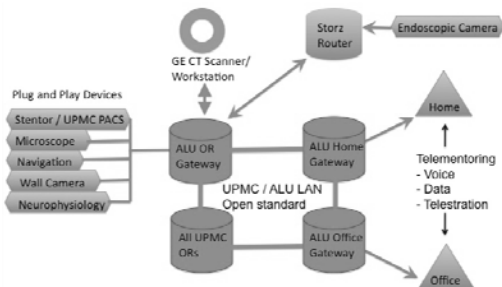 GE CT Scanner/
Workstation
Storz
Router
Endoscopic Camera
Plug and Play Devices
Stentor / UPMC PACS
Microscope
Navigation
Wall Camera
Neurophysiology
ALU OR
Gateway
ALU Home
Gateway
Home
UPMC / ALU LAN
Open standard
Telementoring
- Voice
- Data
- Telestration
All UPMC
ORs
ALU Office
Gateway
Office